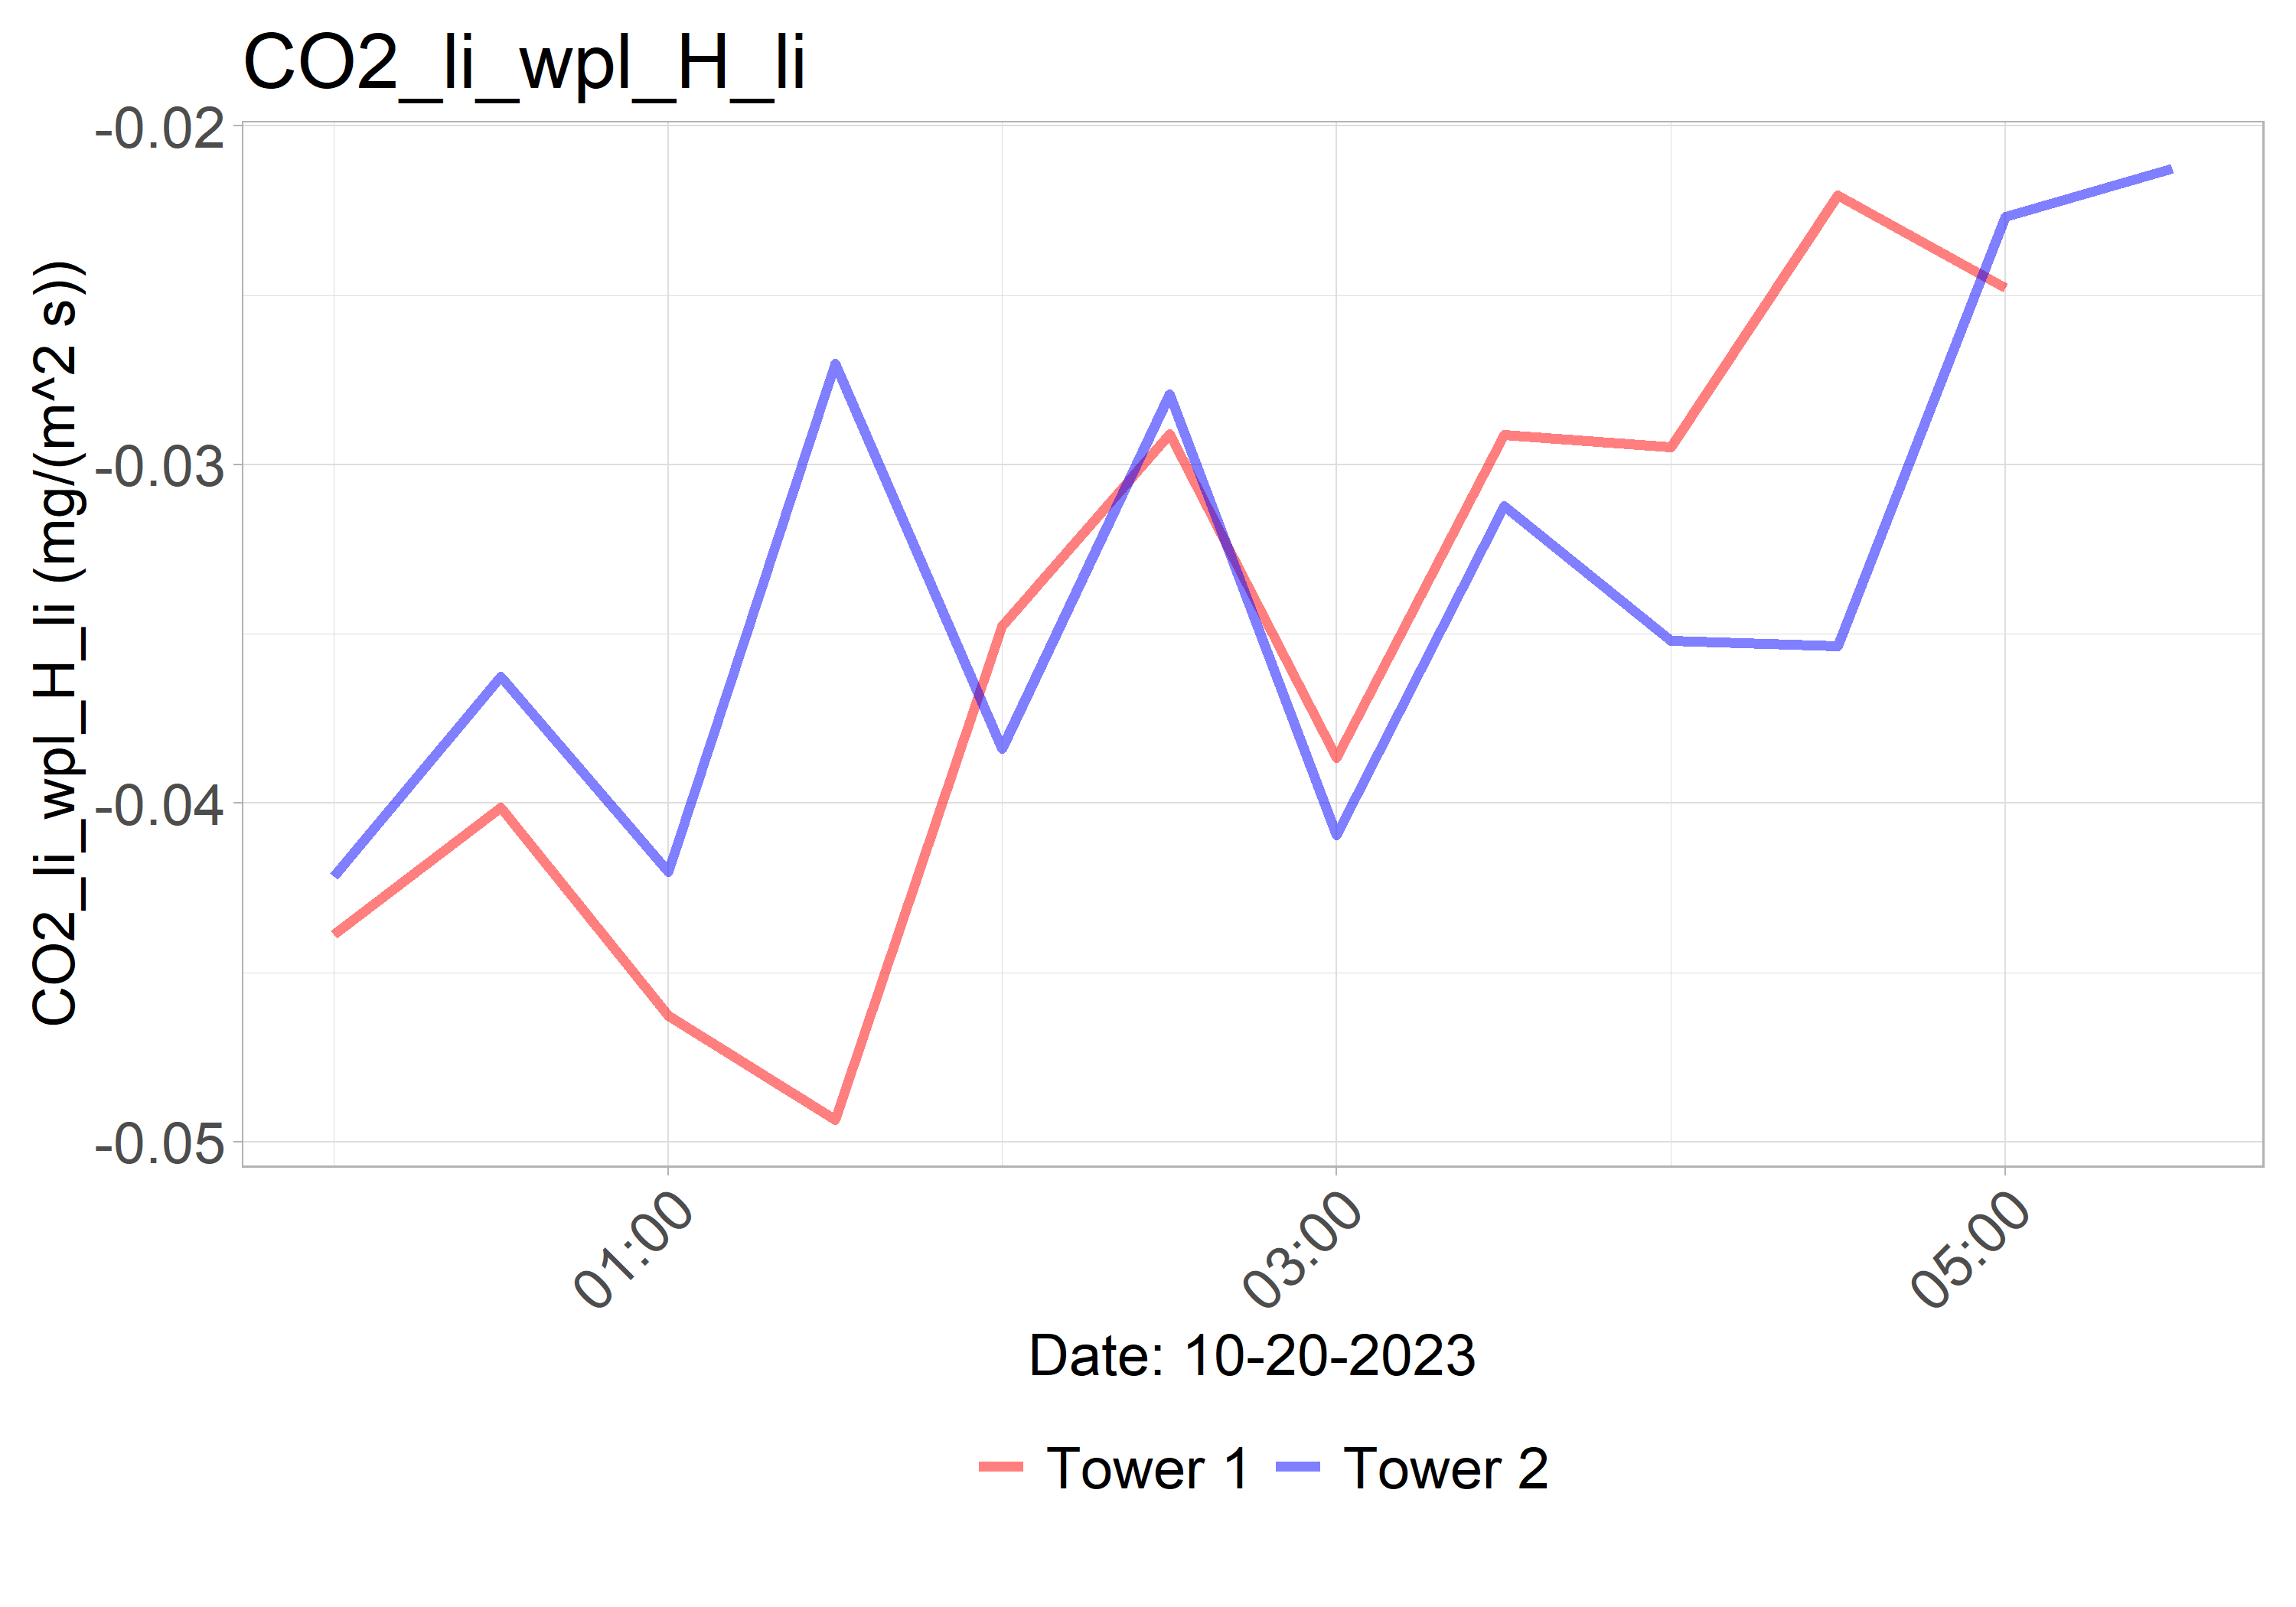 CO2_li_wpl_H_li
CO2_li_wpl_H_li (mg/(m^2 s))
-0.02
-0.03
-0.04
-0.05
01:00
03:00
05:00
Date: 10-20-2023
Tower 1
Tower 2